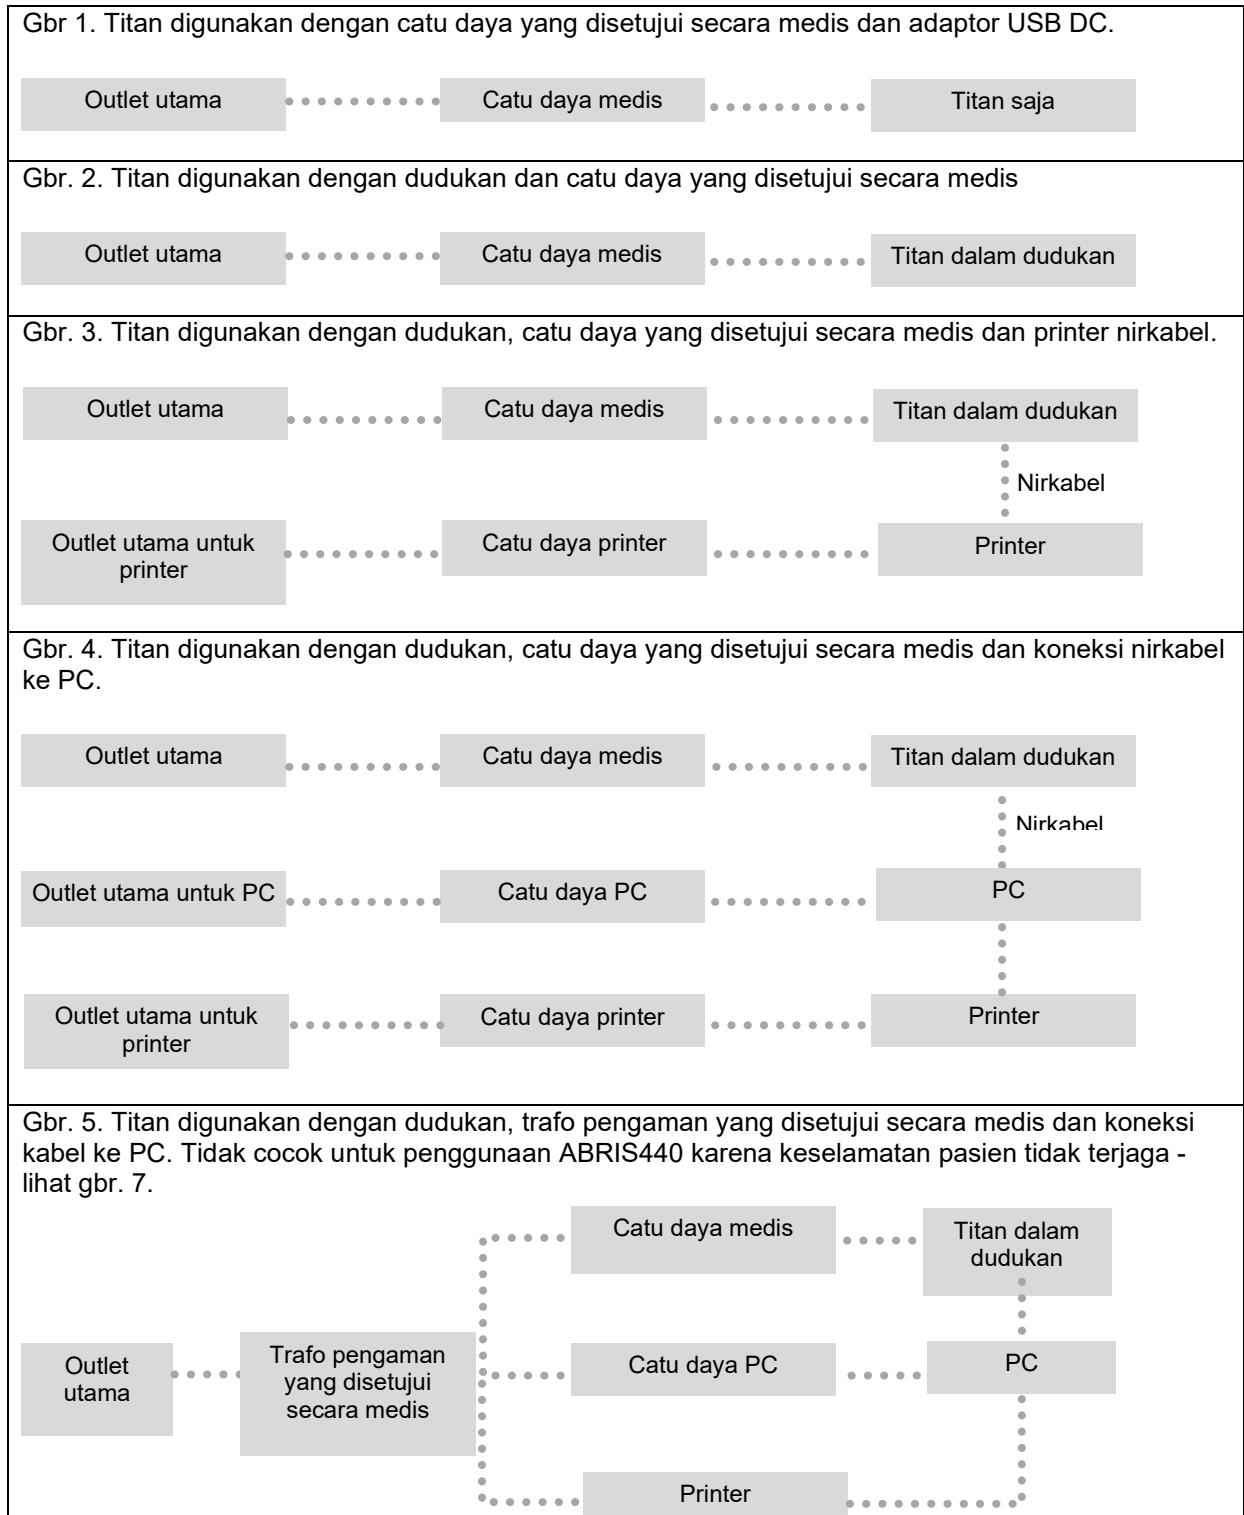 Gbr 1. Titan digunakan dengan catu daya yang disetujui secara medis dan adaptor USB DC.
Outlet utama
Catu daya medis
Titan saja
Gbr. 2. Titan digunakan dengan dudukan dan catu daya yang disetujui secara medis
Outlet utama
Catu daya medis
Titan dalam dudukan
Gbr. 3. Titan digunakan dengan dudukan, catu daya yang disetujui secara medis dan printer nirkabel.
Outlet utama
Catu daya medis
Titan dalam dudukan
Nirkabel
Outlet utama untuk
printer
Catu daya printer
Printer
Gbr. 4. Titan digunakan dengan dudukan, catu daya yang disetujui secara medis dan koneksi nirkabel
ke PC.
Outlet utama
Catu daya medis
Titan dalam dudukan
Nirkabel
Outlet utama untuk PC
Catu daya PC
PC
Outlet utama untuk
printer
Catu daya printer
Printer
Gbr. 5. Titan digunakan dengan dudukan, trafo pengaman yang disetujui secara medis dan koneksi
kabel ke PC. Tidak cocok untuk penggunaan ABRIS440 karena keselamatan pasien tidak terjaga -
lihat gbr. 7.
Catu daya medis
Titan dalam
dudukan
Outlet
utama
Trafo pengaman
yang disetujui
secara medis
Catu daya PC
PC
Printer